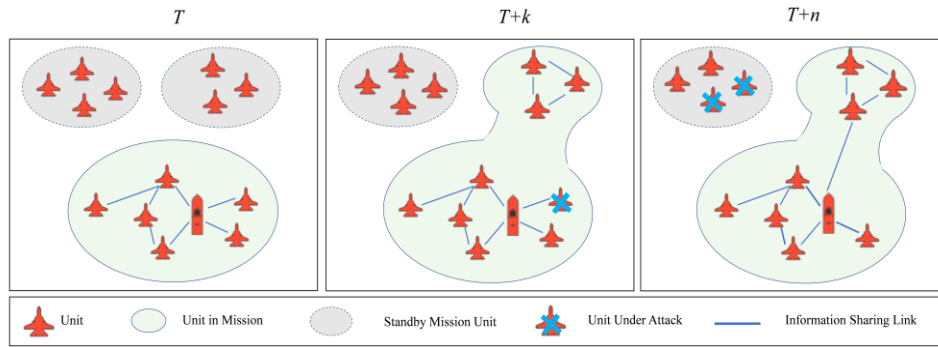 T
T+k
T+n
Unit
Unit in Mission
Standby Mission Unit
Unit Under Attack
Information Sharing Link